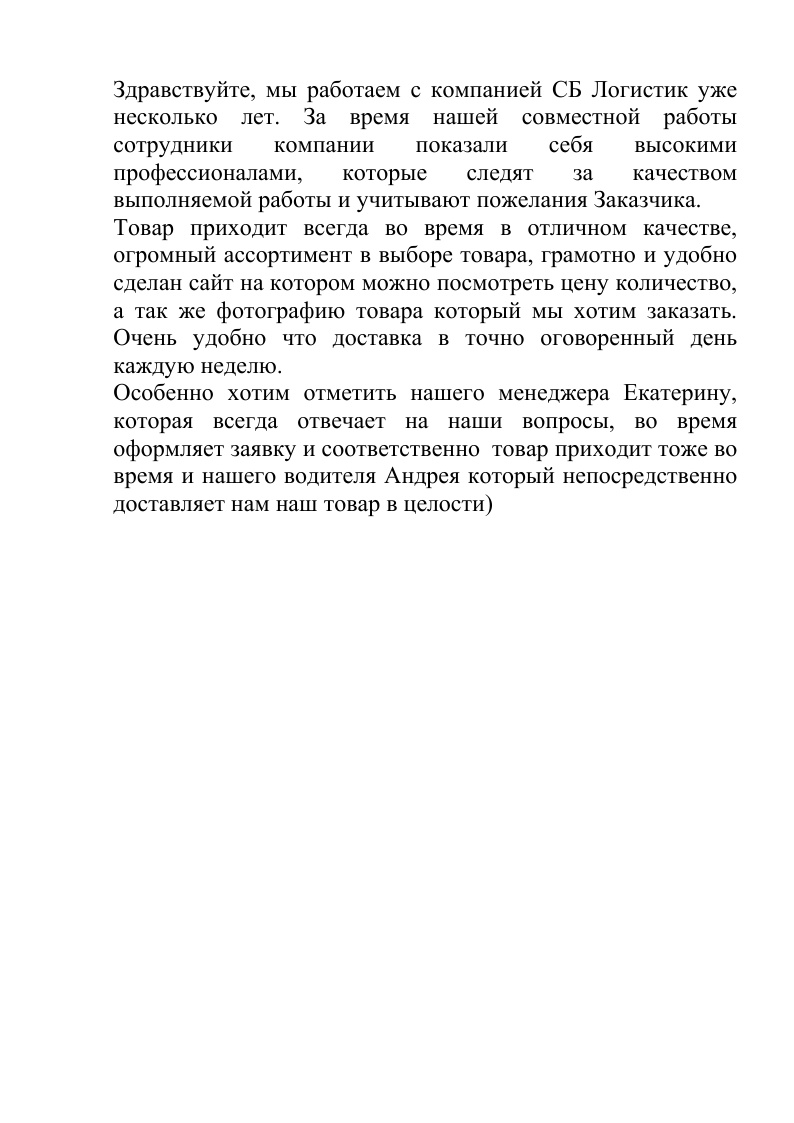 Здравствуйте, мы работаем с компанией СБ Логистик уже
несколько лет. За время нашей совместной работы
сотрудники компании показали себя высокими
профессионалами, которые следят за качеством
выполняемой работы и учитывают пожелания Заказчика.
Товар приходит всегда во время в отличном качестве,
огромный ассортимент в выборе товара, грамотно и удобно
сделан сайт на котором можно посмотреть цену количество,
а так же фотографию товара который мы хотим заказать.
Очень удобно что доставка в точно оговоренный день
каждую неделю.
Особенно хотим отметить нашего менеджера Екатерину,
которая всегда отвечает на наши вопросы, во время
оформляет заявку и соответственно  товар приходит тоже во
время и нашего водителя Андрея который непосредственно
доставляет нам наш товар в целости)